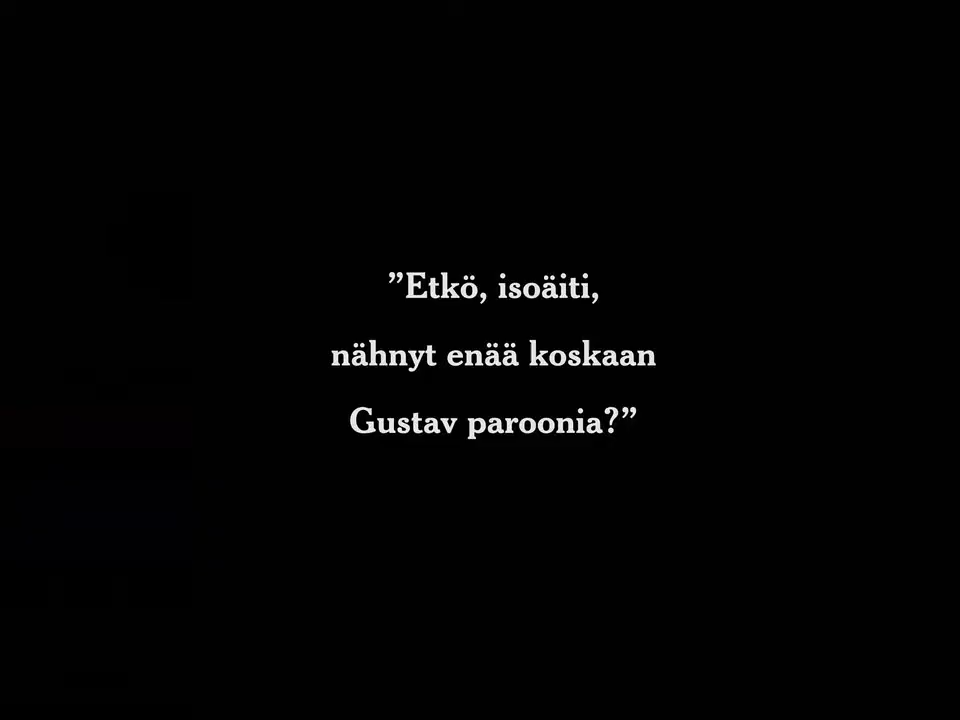 ”Etkö, isoäiti,
nähnyt enää koskaan
Gustav paroonia?”